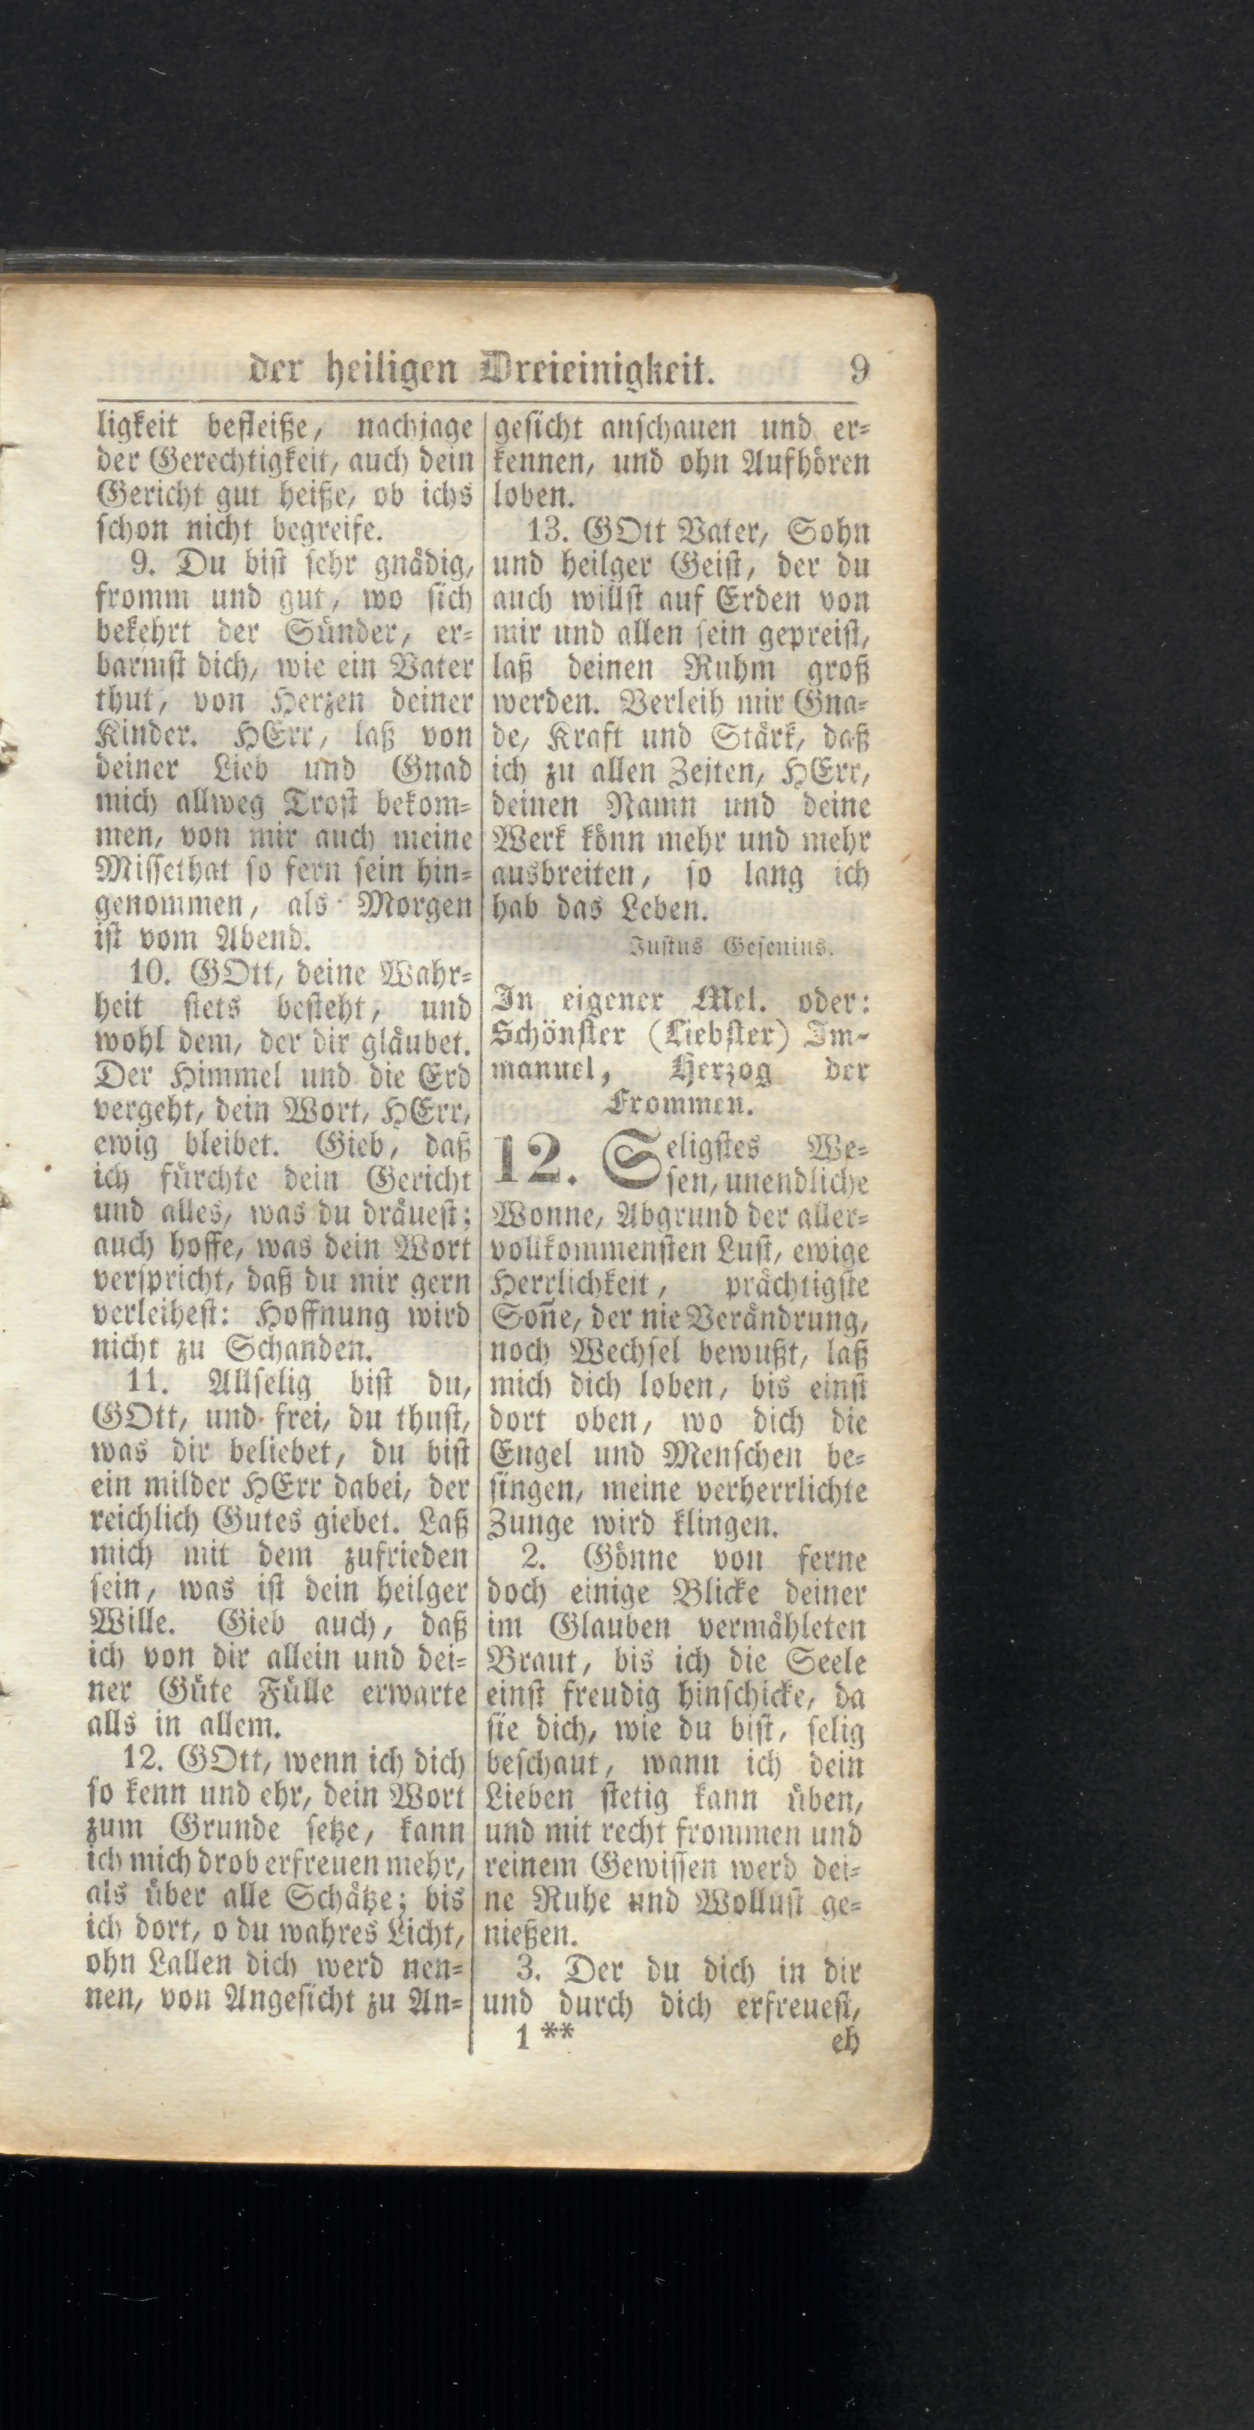 der heiligen Dreieinigkeit. 9
ligkeit befleiße, nachjage
der Gerechtigkeit, auch dein
Gericht gut heiße, ob ichs
schon nicht begreife.
9. Du bist sehr gnädig,
fromm und gut, wo sich
bekehrt der Sünder, er-
barmst dich, wie ein Vater
thut, von Herzen deiner
Kinder. HErr, laß von
deiner Lieb und Gnad
mich allweg Trost bekom-
men, von mir auch meine
Missethat so fern sein hin-
genommen, als Morgen
ist vom Abend.
10. GOtt, deine Wahr-
heit stets besteht, und
wohl dem, der dir gläubet.
Der Himmel und die Erd
vergeht, dein Wort, HErr,
ewig bleibet. Gieb, daß
ich fürchte dein Gericht
und alles, was du dräuest;
auch hoffe, was dein Wort
verspricht, daß du mir gern
verleihest: Hoffnung wird
nicht zu Schanden.
11. Allselig bist du,
GOtt, und frei, du thust,
was dir beliebet, du bist
ein milder HErr dabei, der
reichlich Gutes giebet. Laß
mich mit dem zufrieden
sein, was ist dein heilger
Wille. Gieb auch, daß
ich von dir allein und dei-
ner Güte Fülle erwarte
alls in allem.
12. GOtt, wenn ich dich
so kenn und ehr, dein Wort
zum Grunde setze, kann
ich mich drob erfreuen mehr,
als über alle Schätze; bis
ich dort, o du wahres Licht,
ohn Lallen dich werd nen-
nen, von Angesicht zu An-
gesicht anschauen und er-
kennen, und ohn Aufhören
loben.
13. GOtt Vater, Sohn
und heilger Geist, der du
auch willst auf Erden von
mir und allen sein gepreist,
laß deinen Ruhm groß
werden. Verleih mir Gna-
de, Kraft und Stärk, daß
ich zu allen Zeiten, HErr,
deinen Namn und deine
Werk könn mehr und mehr
ausbreiten, so lang ich
hab das Leben.
Justus Gesenius.
In eigener Mel. oder:
Schönster (Liebster) Im-
manuel, Herzog der
Frommen.
12. Seligstes We-
sen, unendliche
Wonne, Abgrund der aller-
vollkommensten Lust, ewige
Herrlichkeit, prächtigste
Soñe, der nie Verändrung,
noch Wechsel bewußt, laß
mich dich loben, bis einst
dort oben, wo dich die
Engel und Menschen be-
singen, meine verherrlichte
Zunge wird klingen.
2. Gönne von ferne
doch einige Blicke deiner
im Glauben vermähleten
Braut, bis ich die Seele
einst freudig hinschicke, da
sie dich, wie du bist, selig
beschaut, wann ich dein
Lieben stetig kann üben,
und mit recht frommen und
reinem Gewissen werd dei-
ne Ruhe und Wollust ge-
nießen.
3. Der du dich in dir
und durch dich erfreuest,
1 ** eh